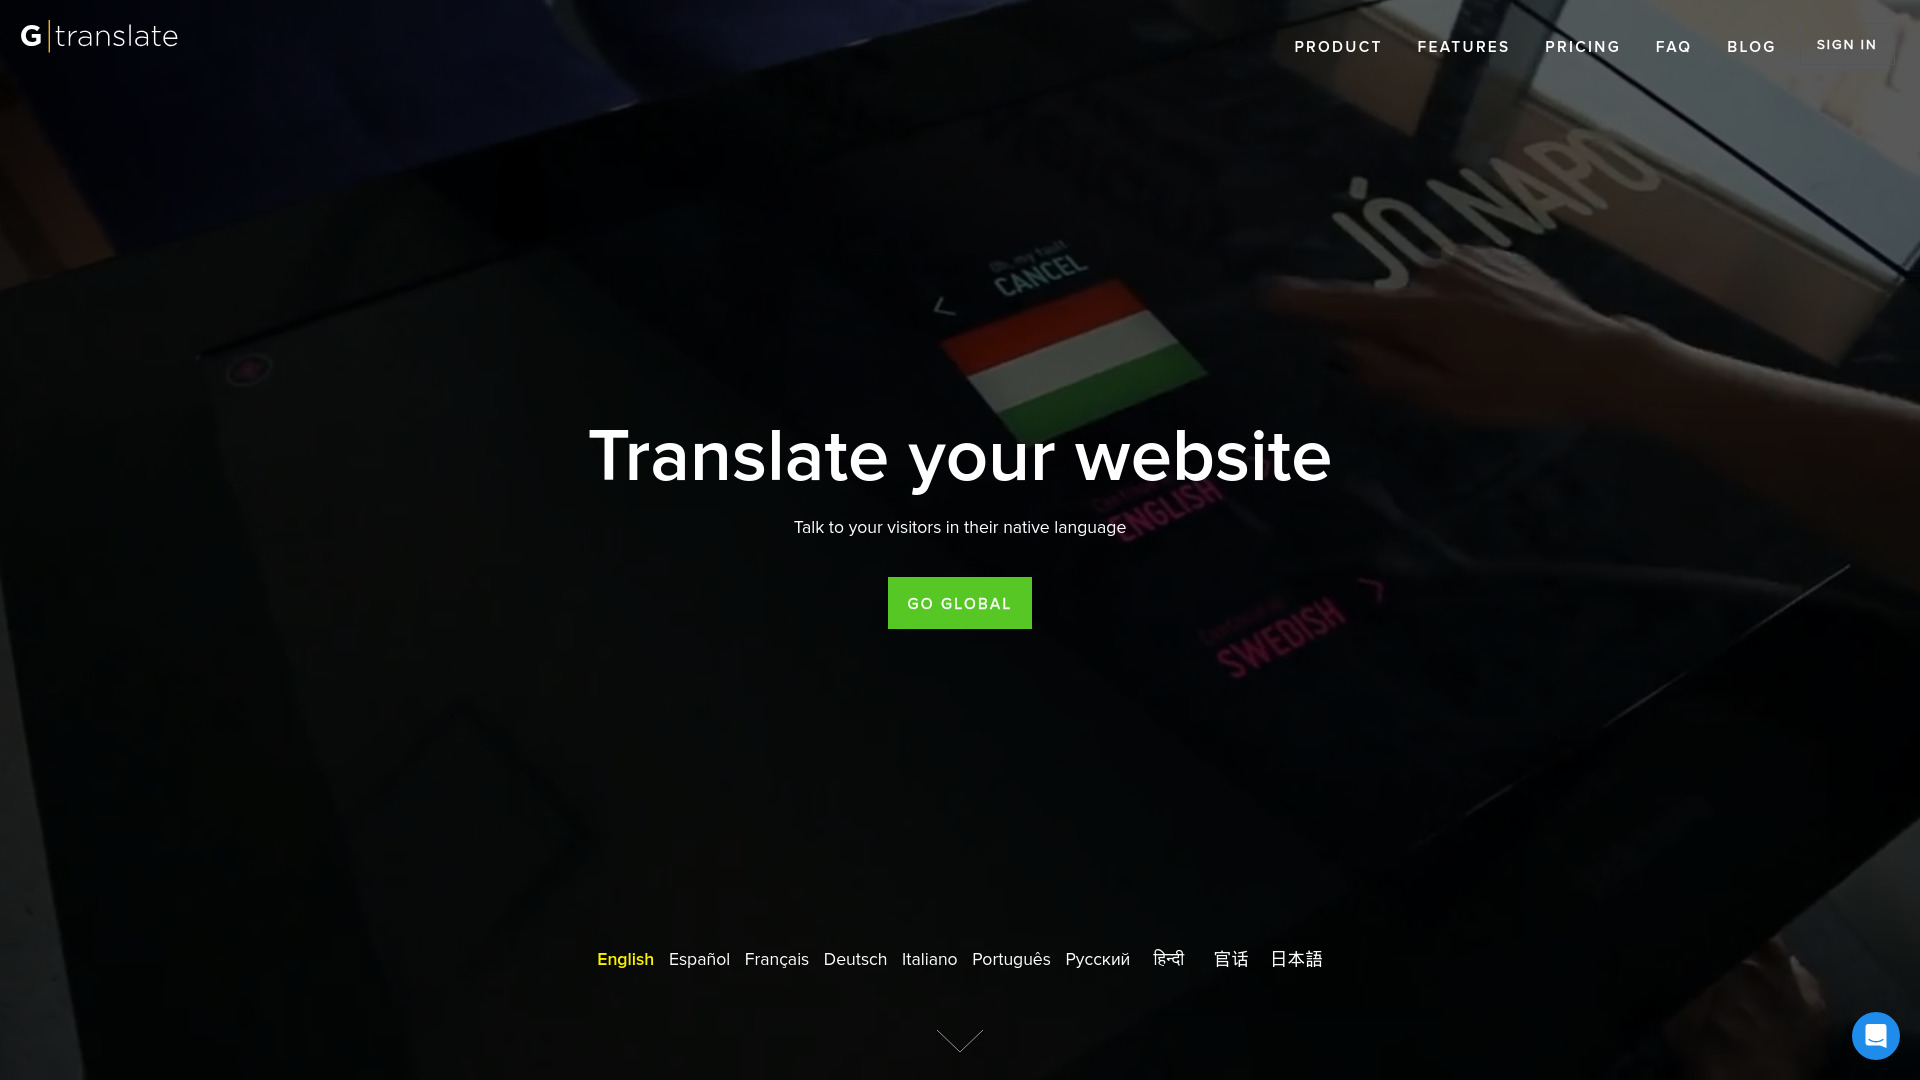 G translate
PRODUCT FEATURES PRICING FAQ BLOG SIGN IN
JÓ NAPO
CANCEL
Translate your website
ENGLISH
Talk to your visitors in their native language
GO GLOBAL
SWEDISH
English Español Français Deutsch Italiano Português Русский हिन्दी 官话 日本語